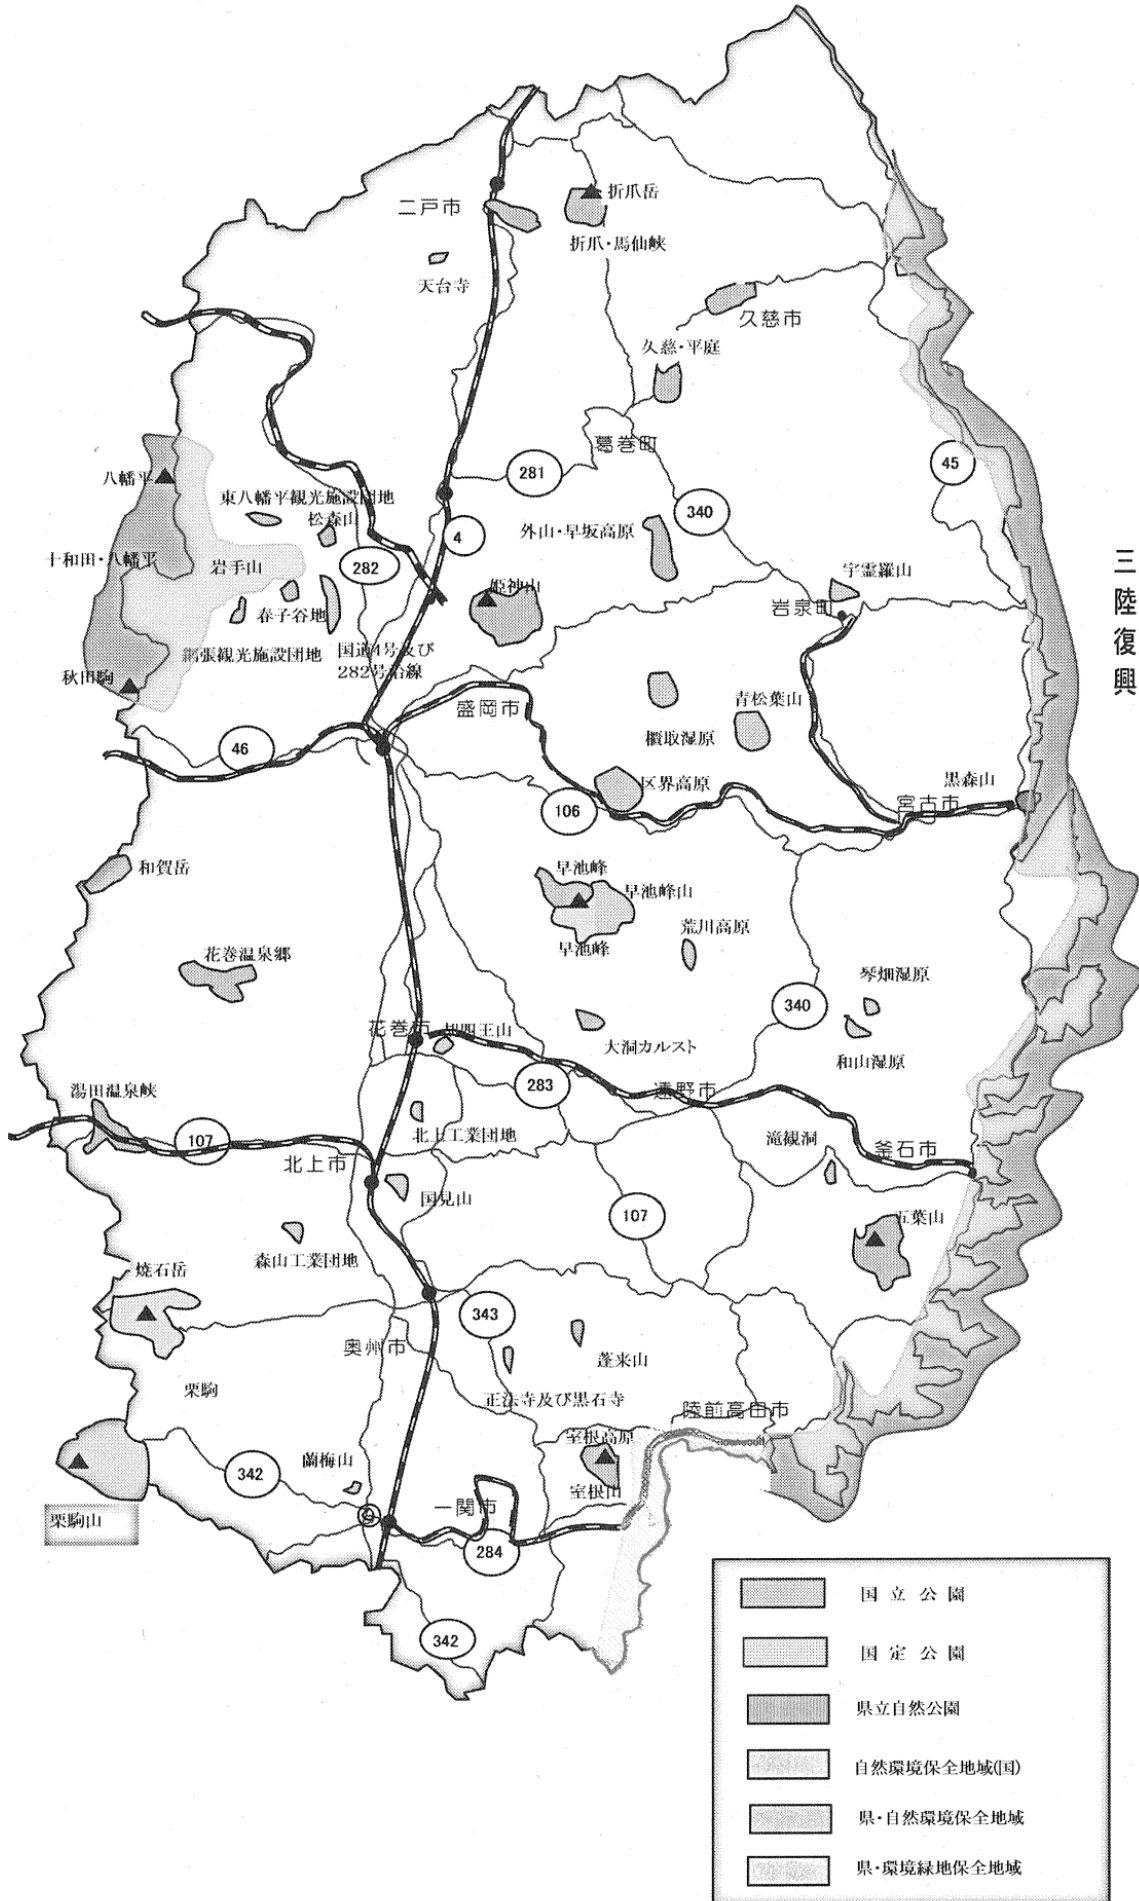 折爪岳
二戸市
折爪・馬仙峡
天台寺
久慈市
久慈・平庭
葛巻町
281
45
八幡平
東八幡平観光施設団地
松森山
340
4
外山・早坂高原
十和田・八幡平
岩手山
282
姫神山
宇霊羅山
岩泉町
三陸復興
春子谷地
網張観光施設団地
国道4号及び
282号沿線
秋田駒
盛岡市
青松葉山
櫃取湿原
46
区界高原
黒森山
宮古市
106
和賀岳
早池峰
早池峰山
荒川高原
早池峰
花巻温泉郷
琴畑湿原
340
花巻市
大洞カルスト
和山湿原
湯田温泉峡
283
遠野市
107
北上工業団地
滝観洞
釜石市
北上市
国見山
107
五葉山
森山工業団地
焼石岳
343
奥州市
蓬来山
栗駒
正法寺及び黒石寺
陸前高田市
室根高原
342
蘭梅山
室根山
一関市
栗駒山
284
342
国立公園
国定公園
県立自然公園
自然環境保全地域(国)
県・自然環境保全地域
県・環境緑地保全地域